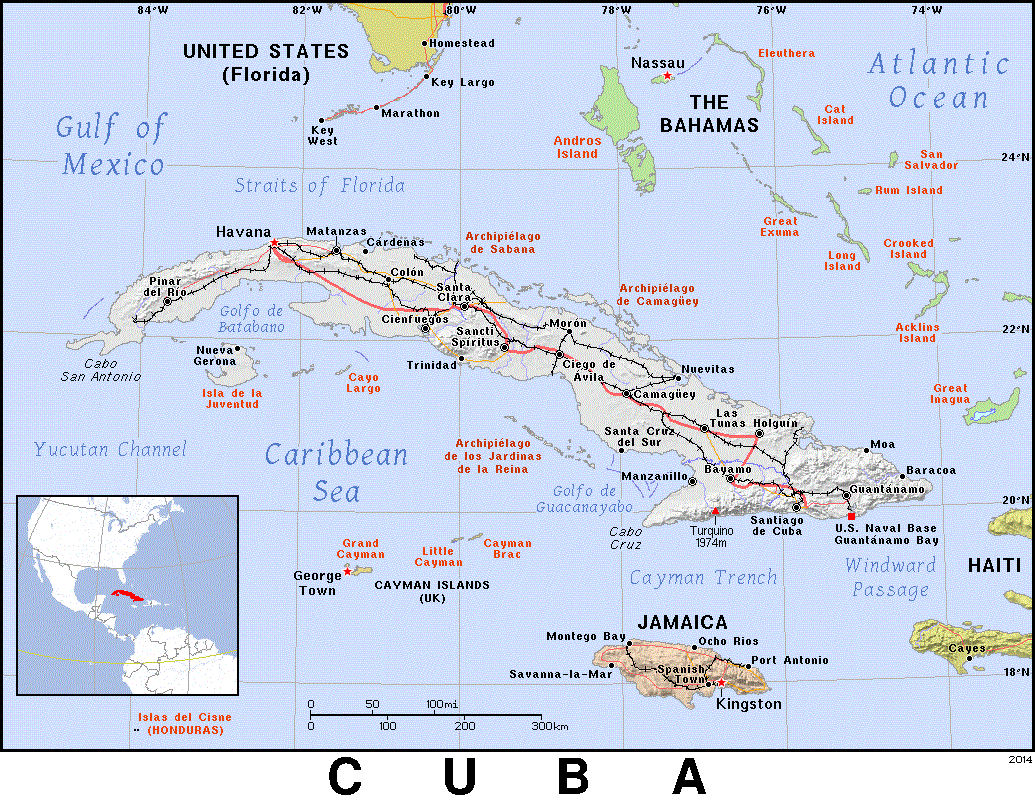 84°W
82°W
80°W
78°W
76°W
74°W
UNITED STATES
(Florida)
Homestead
Key Largo
Marathon
Key
West
Nassau
Eleuthera
THE
BAHAMAS
Atlantic
Ocean
Gulf of
Mexico
Andros
Island
Cat
Island
San
Salvador
24°N
Straits of Florida
Rum Island
Great
Exuma
Long
Island
Crooked
Island
Acklins
Island
Great
Inagua
Havana
Matanzas
Cárdenas
Archipiélago
de Sabana
Colón
Pinar
del Río
Santa
Clara
Archipiélago
de Camagüey
Golfo de
Batabano
Cienfuegos
Sancti
Spíritus
Morón
22°N
Nueva
Gerona
Trinidad
Ciego de
Ávila
Nuevitas
Cabo
San Antonio
Isla de la
Juventud
Cayo
Largo
Camagüey
Las
Tunas
Holguín
Yucutan Channel
Caribbean
Sea
Archipiélago
de los Jardinas
de la Reina
Santa Cruz
del Sur
Moa
Manzanillo
Bayamo
Baracoa
Guantánamo
Golfo de
Guacanayabo
20°N
Cabo
Cruz
Turquino
1974m
Santiago
de Cuba
U.S. Naval Base
Guantánamo Bay
Grand
Cayman
Little
Cayman
Cayman
Brac
George
Town
CAYMAN ISLANDS
(UK)
Cayman Trench
Windward
Passage
HAITI
JAMAICA
Montego Bay
Ocho Rios
Savanna-la-Mar
Spanish
Town
Port Antonio
Kingston
Cayes
18°N
Islas del Cisne
(HONDURAS)
0
50
100mi
0
100
200
300km
2014
CUBA